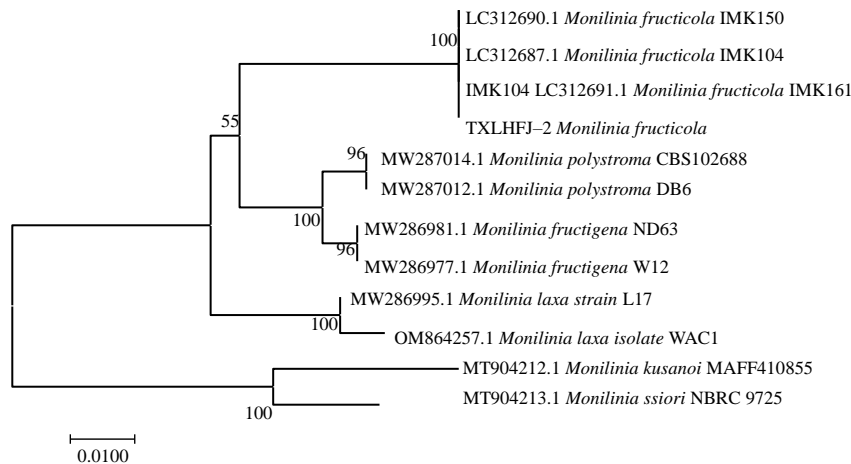 LC312690.1 Monilinia fructicola IMK150
100
LC312687.1 Monilinia fructicola IMK104
IMK104 LC312691.1 Monilinia fructicola IMK161
55
TXLHFJ–2 Monilinia fructicola
96
MW287014.1 Monilinia polystroma CBS102688
MW287012.1 Monilinia polystroma DB6
100
MW286981.1 Monilinia fructigena ND63
96
MW286977.1 Monilinia fructigena W12
MW286995.1 Monilinia laxa strain L17
100
OM864257.1 Monilinia laxa isolate WAC1
MT904212.1 Monilinia kusanoi MAFF410855
MT904213.1 Monilinia ssiori NBRC 9725
100
0.0100